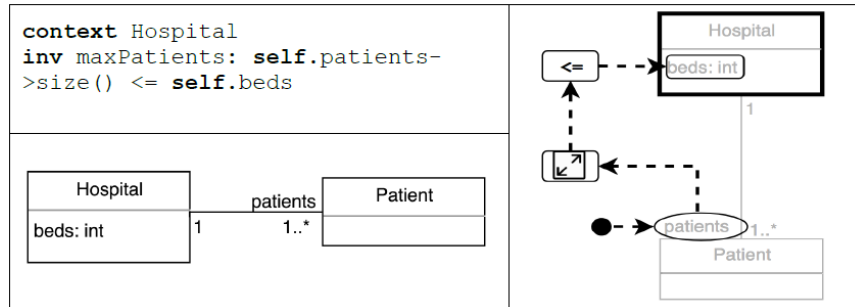 context Hospital
inv maxPatients: self.patients-
>size() <= self.beds
Hospital
beds: int
1
patients
1..*
Patient
Hospital
beds: int
<=
1
patients
1..*
Patient